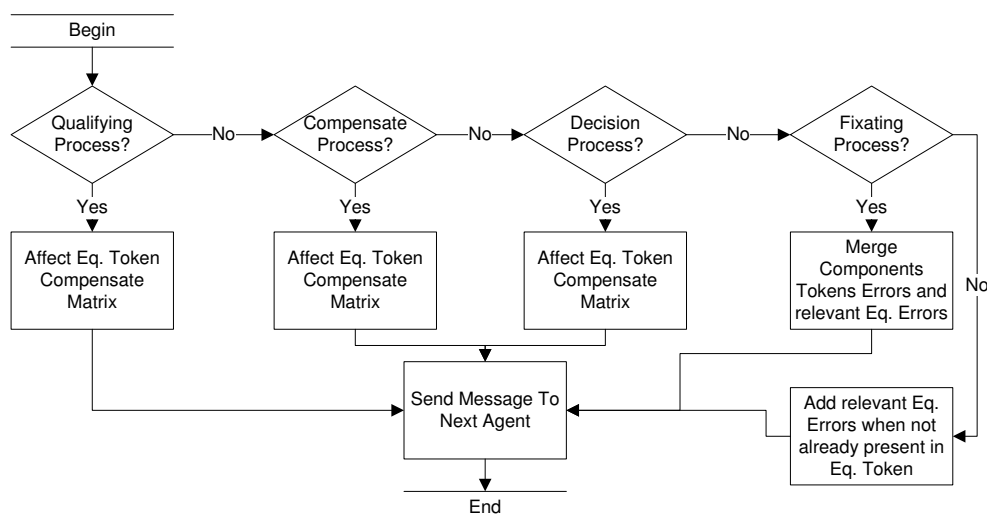 Begin
Qualifying
Process?
No
Compensate
Process?
No
Decision
Process?
No
Fixating
Process?
Yes
Yes
Yes
Yes
Affect Eq. Token
Compensate
Matrix
Affect Eq. Token
Compensate
Matrix
Affect Eq. Token
Compensate
Matrix
Merge
Components
Tokens Errors and
relevant Eq. Errors
No
Send Message To
Next Agent
Add relevant Eq.
Errors when not
already present in
Eq. Token
End